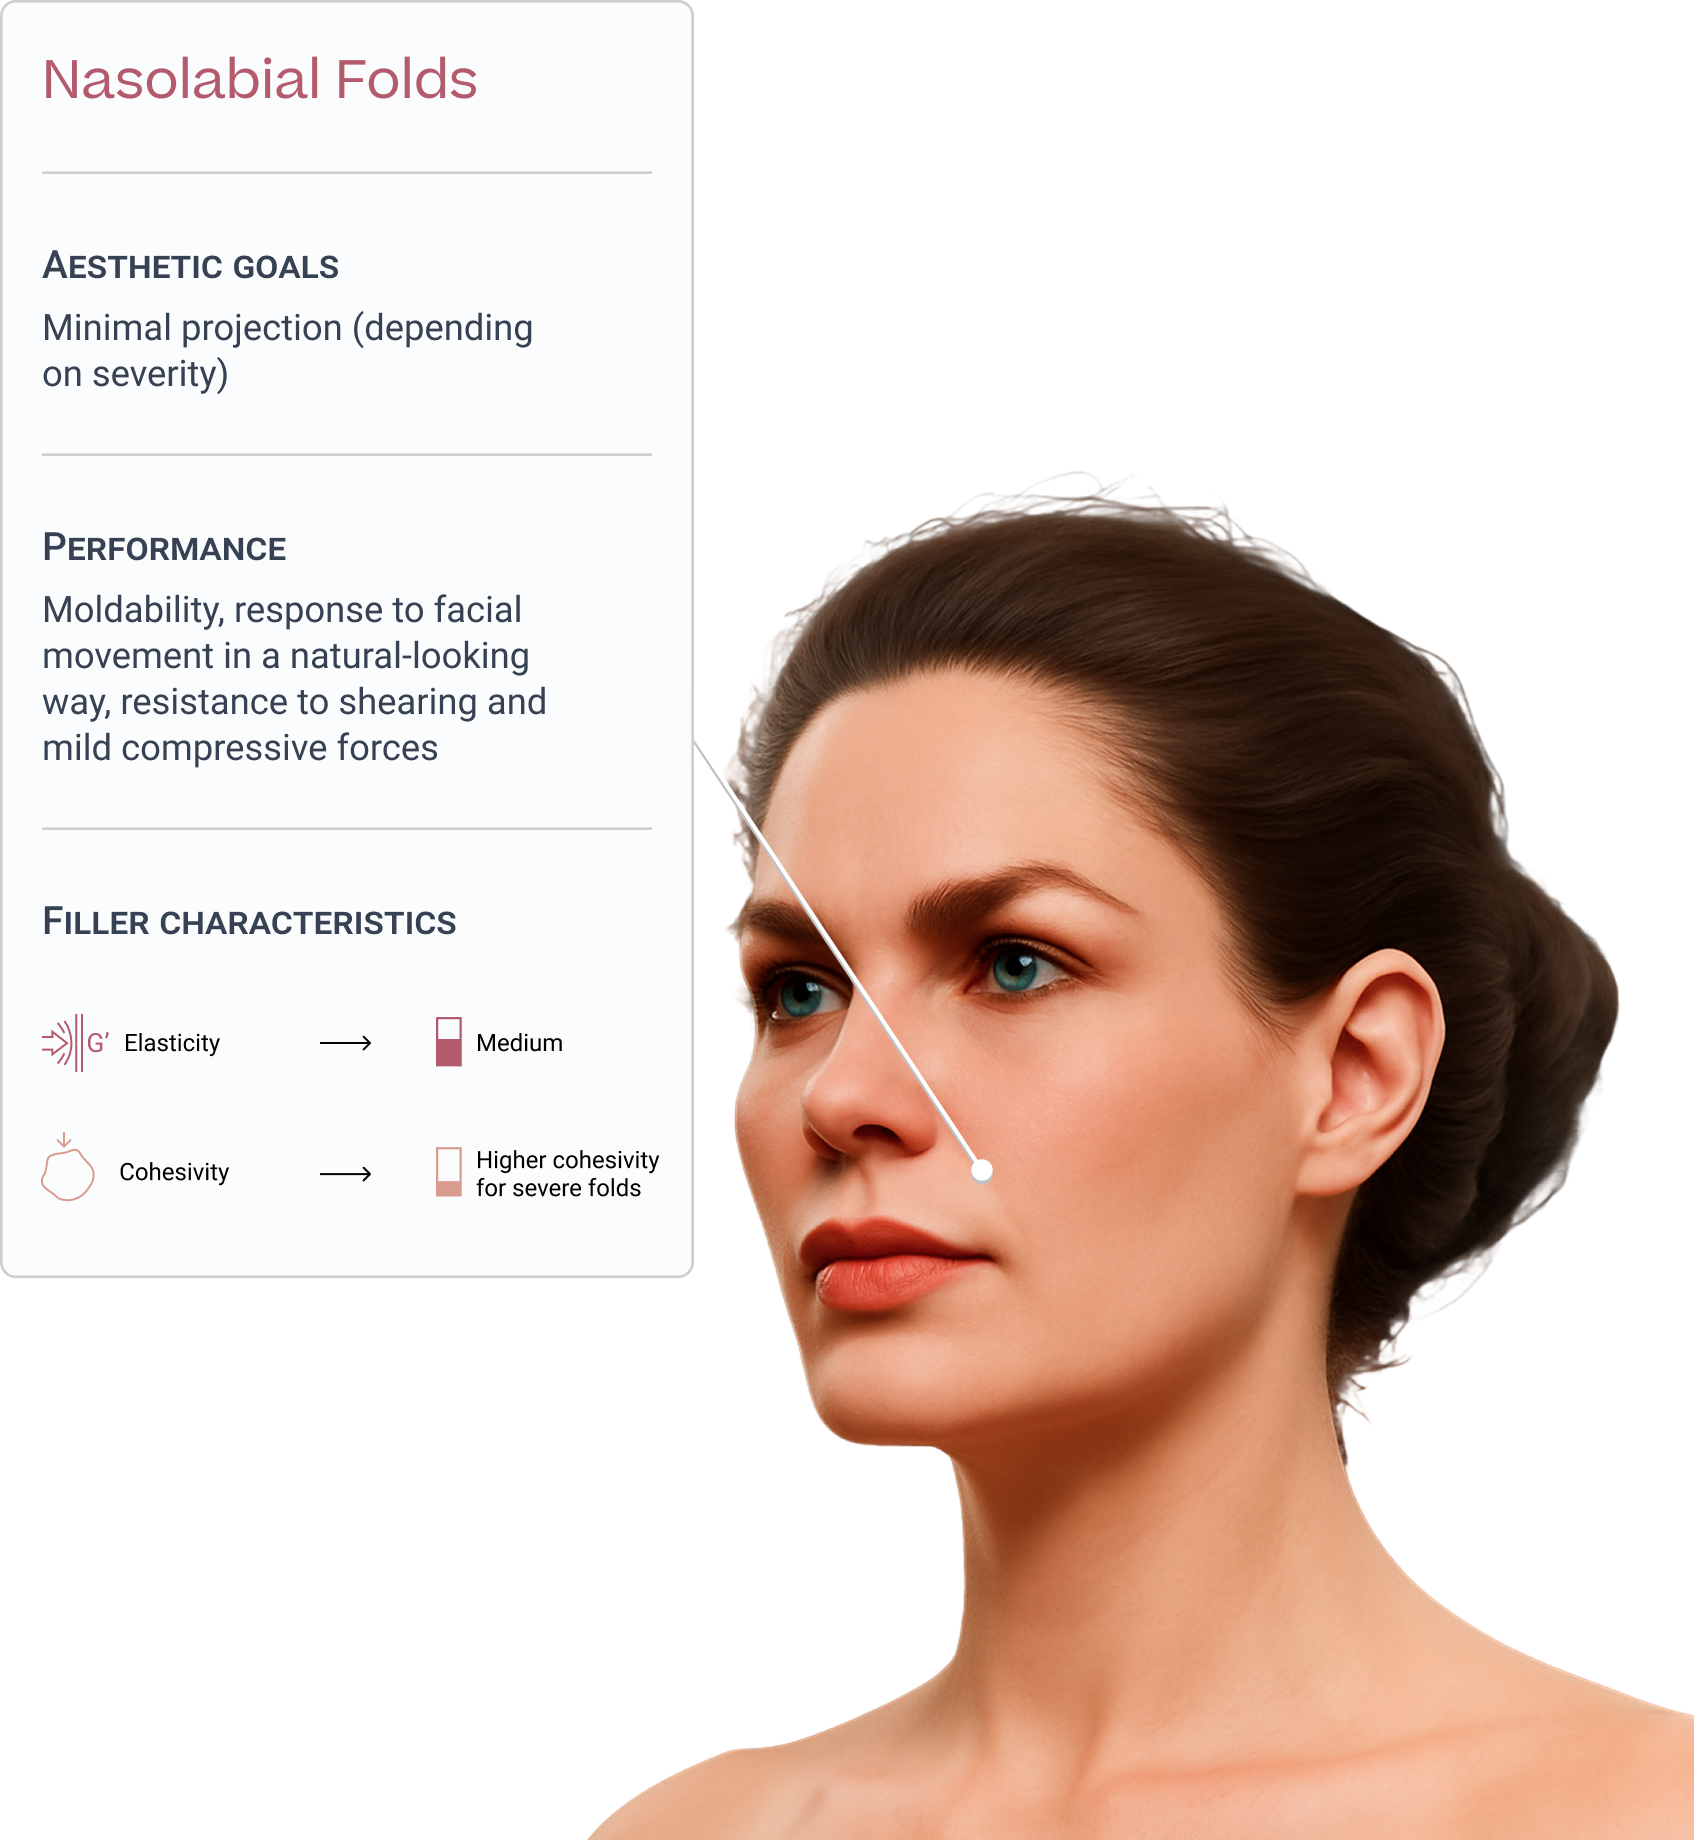 Nasolabial Folds
AESTHETIC GOALS
Minimal projection (depending
on severity)
PERFORMANCE
Moldability, response to facial
movement in a natural-looking
way, resistance to shearing and
mild compressive forces
FILLER CHARACTERISTICS
G’ Elasticity → Medium
Cohesivity → Higher cohesivity
for severe folds